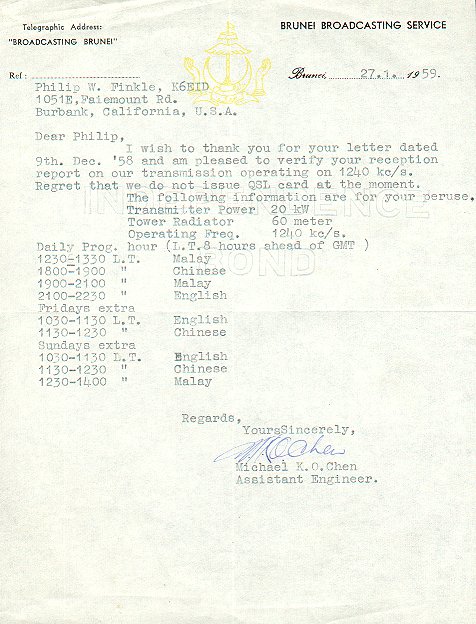 Telegraphic Address:
"BROADCASTING BRUNEI"
BRUNEI BROADCASTING SERVICE
Ref:
Brunei, 27.1. 1959.
Philip W. Finkle, K6EID
1051E,Faiemount Rd.
Burbank, California, U.S.A.
Dear Philip,
I wish to thank you for your letter dated
9th. Dec. '58 and am pleased to verify your reception
report on our transmission operating on 1240 kc/s.
Regret that we do not issue QSL card at the moment.
The following information are for your peruse.
Transmitter Power 20 kW
Tower Radiator 60 meter
Operating Freq. 1240 kc/s.
Daily Prog. hour (L.T.8 hours ahead of GMT )
1230-1330 L.T. Malay
1800-1900 " Chinese
1900-2100 " Malay
2100-2230 " English
Fridays extra
1030-1130 L.T. English
1130-1230 " Chinese
Sundays extra
1030-1130 L.T. English
1130-1230 " Chinese
1230-1400 " Malay
Regards,
YoursSincerely,
M.K.O.Chen
Michael K.O.Chen
Assistant Engineer.